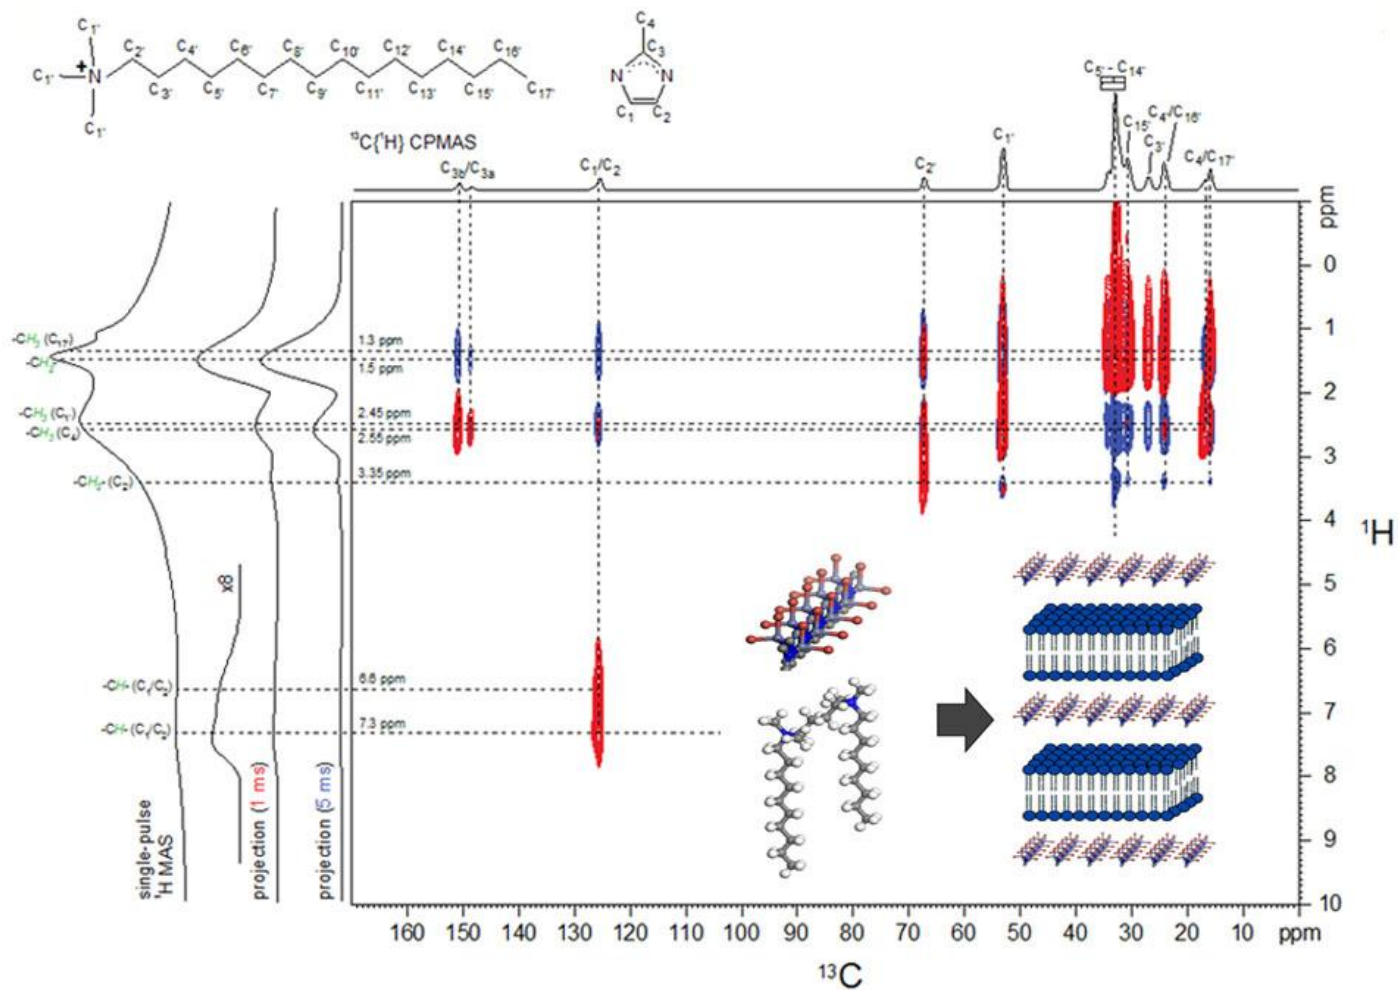 C1'
C4
C2' C4' C6' C8' C10' C12' C14' C16'
C3
C5' - C14'
C1' N + N N
C3' C5' C7' C9' C11' C13' C15' C17'
C1'
C1 C2
C15' C4'/C16'
¹³C{¹H} CPMAS
C1'
C3'
C3b/C3a
C1/C2
C2'
C4/C17'
ppm
0
1
2
3
4
5
6
7
8
9
10
¹H
-CH3 (C17')
1.3 ppm
-CH2-
1.5 ppm
-CH3 (C1')
2.45 ppm
-CH3 (C4)
2.55 ppm
-CH2- (C2')
3.35 ppm
x8
-CH- (C1/C2)
6.6 ppm
-CH- (C1/C2)
7.3 ppm
single-pulse
¹H MAS
projection (1 ms)
projection (5 ms)
160 150 140 130 120 110 100 90 80 70 60 50 40 30 20 10 ppm
¹³C